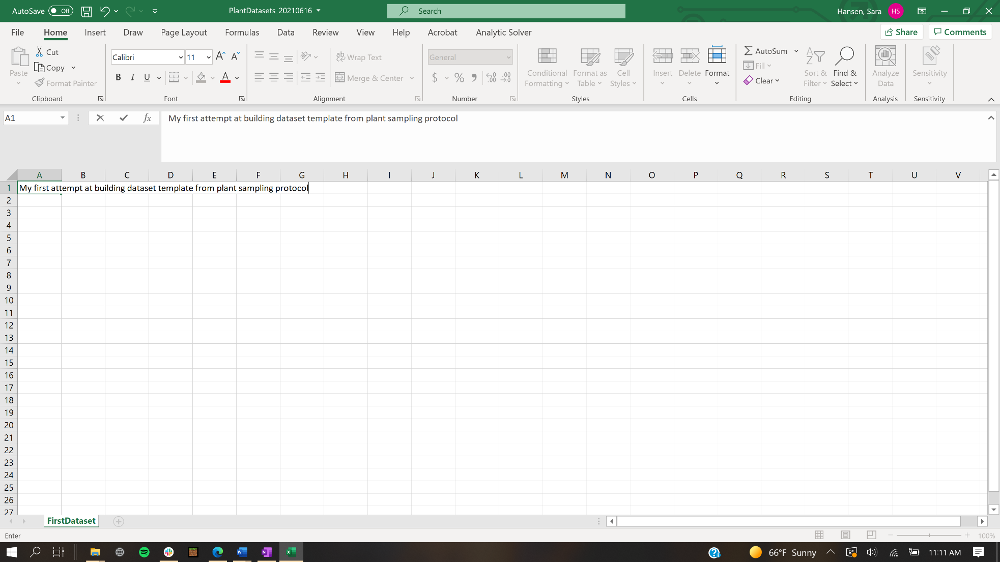 AutoSave Off PlantDatasets_20210616 Search Hansen, Sara HS
File Home Insert Draw Page Layout Formulas Data Review View Help Acrobat Analytic Solver Share Comments
Paste
Cut
Copy
Format Painter
Clipboard
Calibri 11
B I U A
Font
Wrap Text
Merge & Center
Alignment
General
$ % 9
Number
Conditional Formatting
Format as Table
Cell Styles
Styles
Insert Delete Format
Cells
AutoSum
Fill
Clear
Sort & Filter
Find & Select
Editing
Analyze Data
Analysis
Sensitivity
Sensitivity
A1 fx My first attempt at building dataset template from plant sampling protocol
A B C D E F G H I J K L M N O P Q R S T U V
1 My first attempt at building dataset template from plant sampling protocol
2
3
4
5
6
7
8
9
10
11
12
13
14
15
16
17
18
19
20
21
22
23
24
25
26
27
FirstDataset
Enter 100%
66°F Sunny 11:11 AM